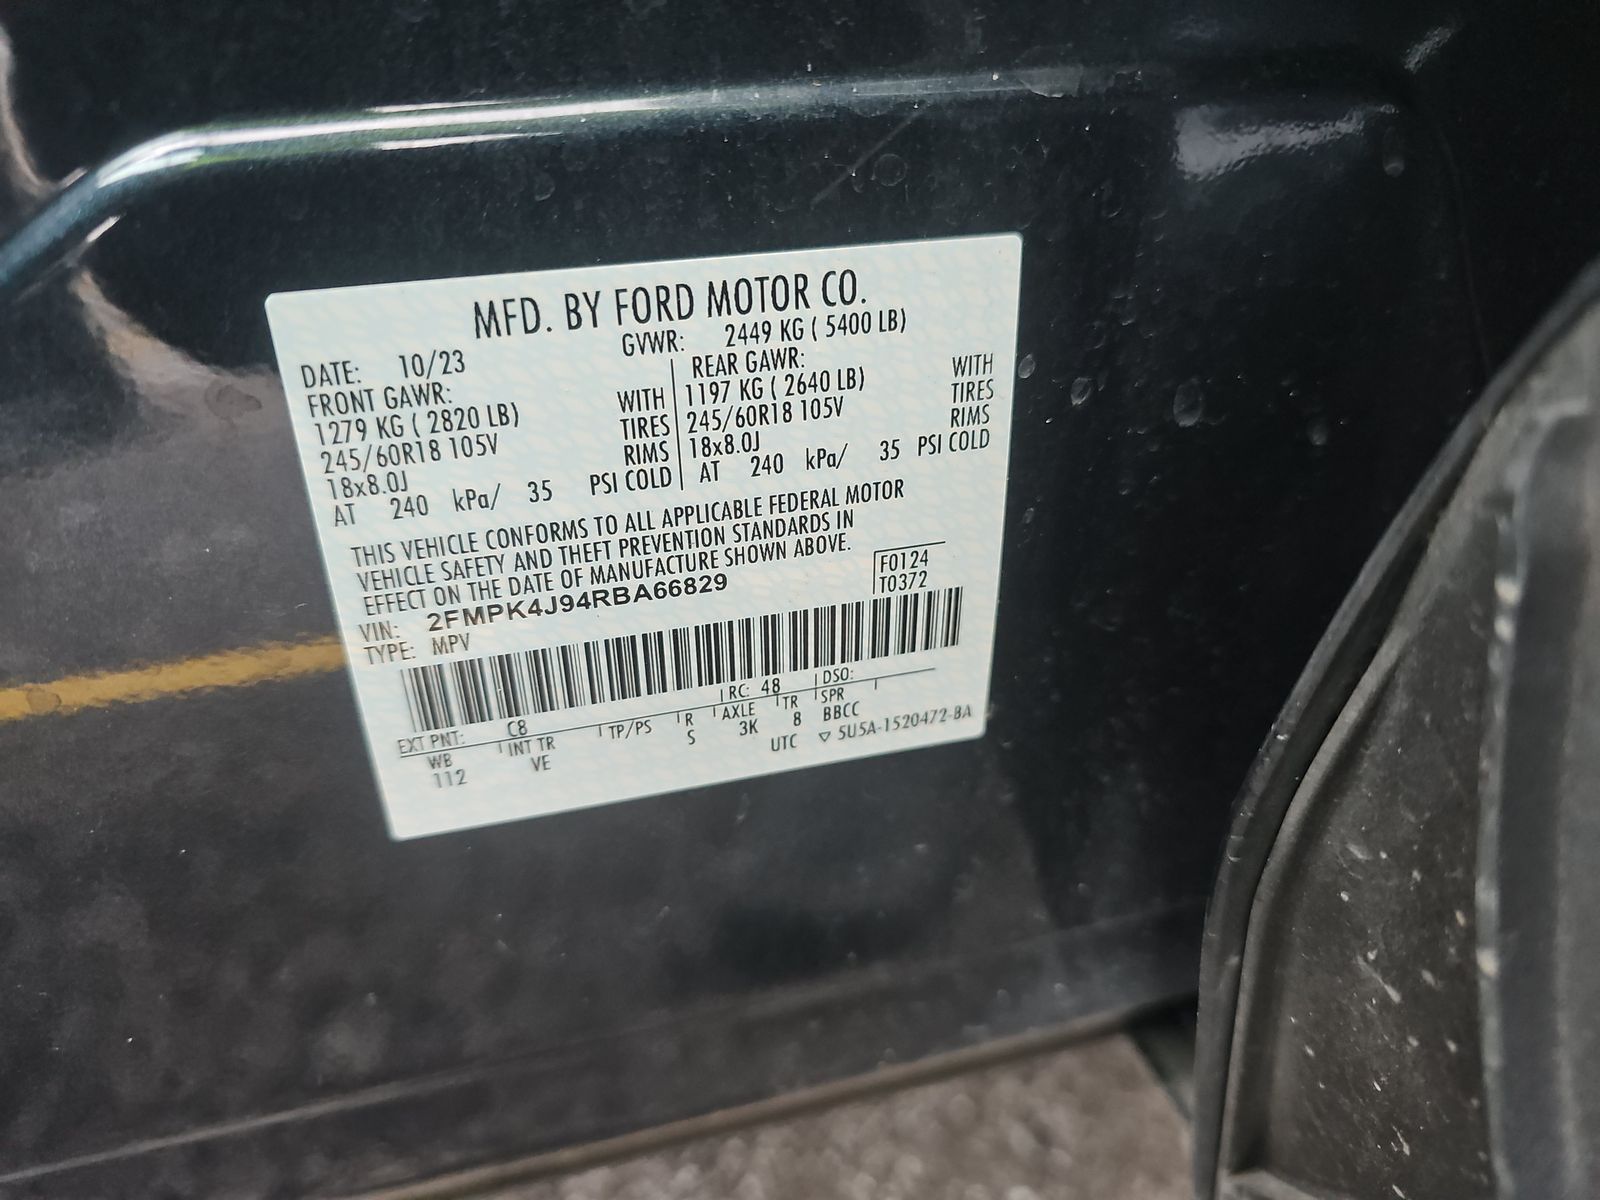 MFD. BY FORD MOTOR CO.
DATE: 10/23 GVWR: 2449 KG ( 5400 LB)
FRONT GAWR: REAR GAWR:
1279 KG ( 2820 LB) WITH 1197 KG ( 2640 LB) WITH
245/60R18 105V TIRES 245/60R18 105V TIRES
18x8.0J RIMS 18x8.0J RIMS
AT 240 kPa/ 35 PSI COLD AT 240 kPa/ 35 PSI COLD
THIS VEHICLE CONFORMS TO ALL APPLICABLE FEDERAL MOTOR
VEHICLE SAFETY AND THEFT PREVENTION STANDARDS IN
EFFECT ON THE DATE OF MANUFACTURE SHOWN ABOVE.
F0124
VIN: 2FMPK4J94RBA66829 T0372
TYPE: MPV
EXT PNT: C8 RC: 48 DSO:
WB INT TR TP/PS R AXLE TR SPR
112 VE S 3K 8 BBCC
UTC ▽ 5U5A-1520472-BA